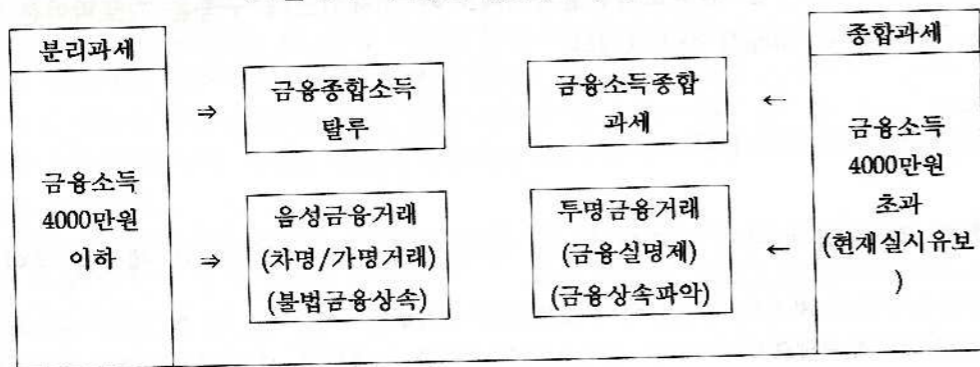 분리과세
금융소득
4000만원
이하
⇒
금융종합소득
탈루
⇒
음성금융거래
(차명/가명거래)
(불법금융상속)
금융소득종합
과세
←
투명금융거래
(금융실명제)
(금융상속파악)
←
종합과세
금융소득
4000만원
초과
(현재실시유보
)